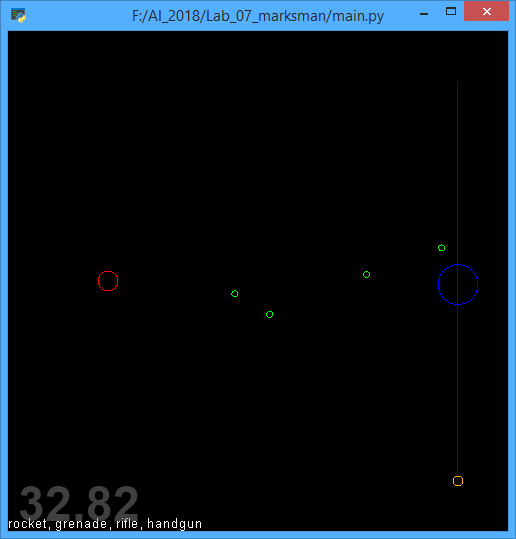 F:/AI_2018/Lab_07_marksman/main.py
32.82
rocket, grenade, rifle, handgun